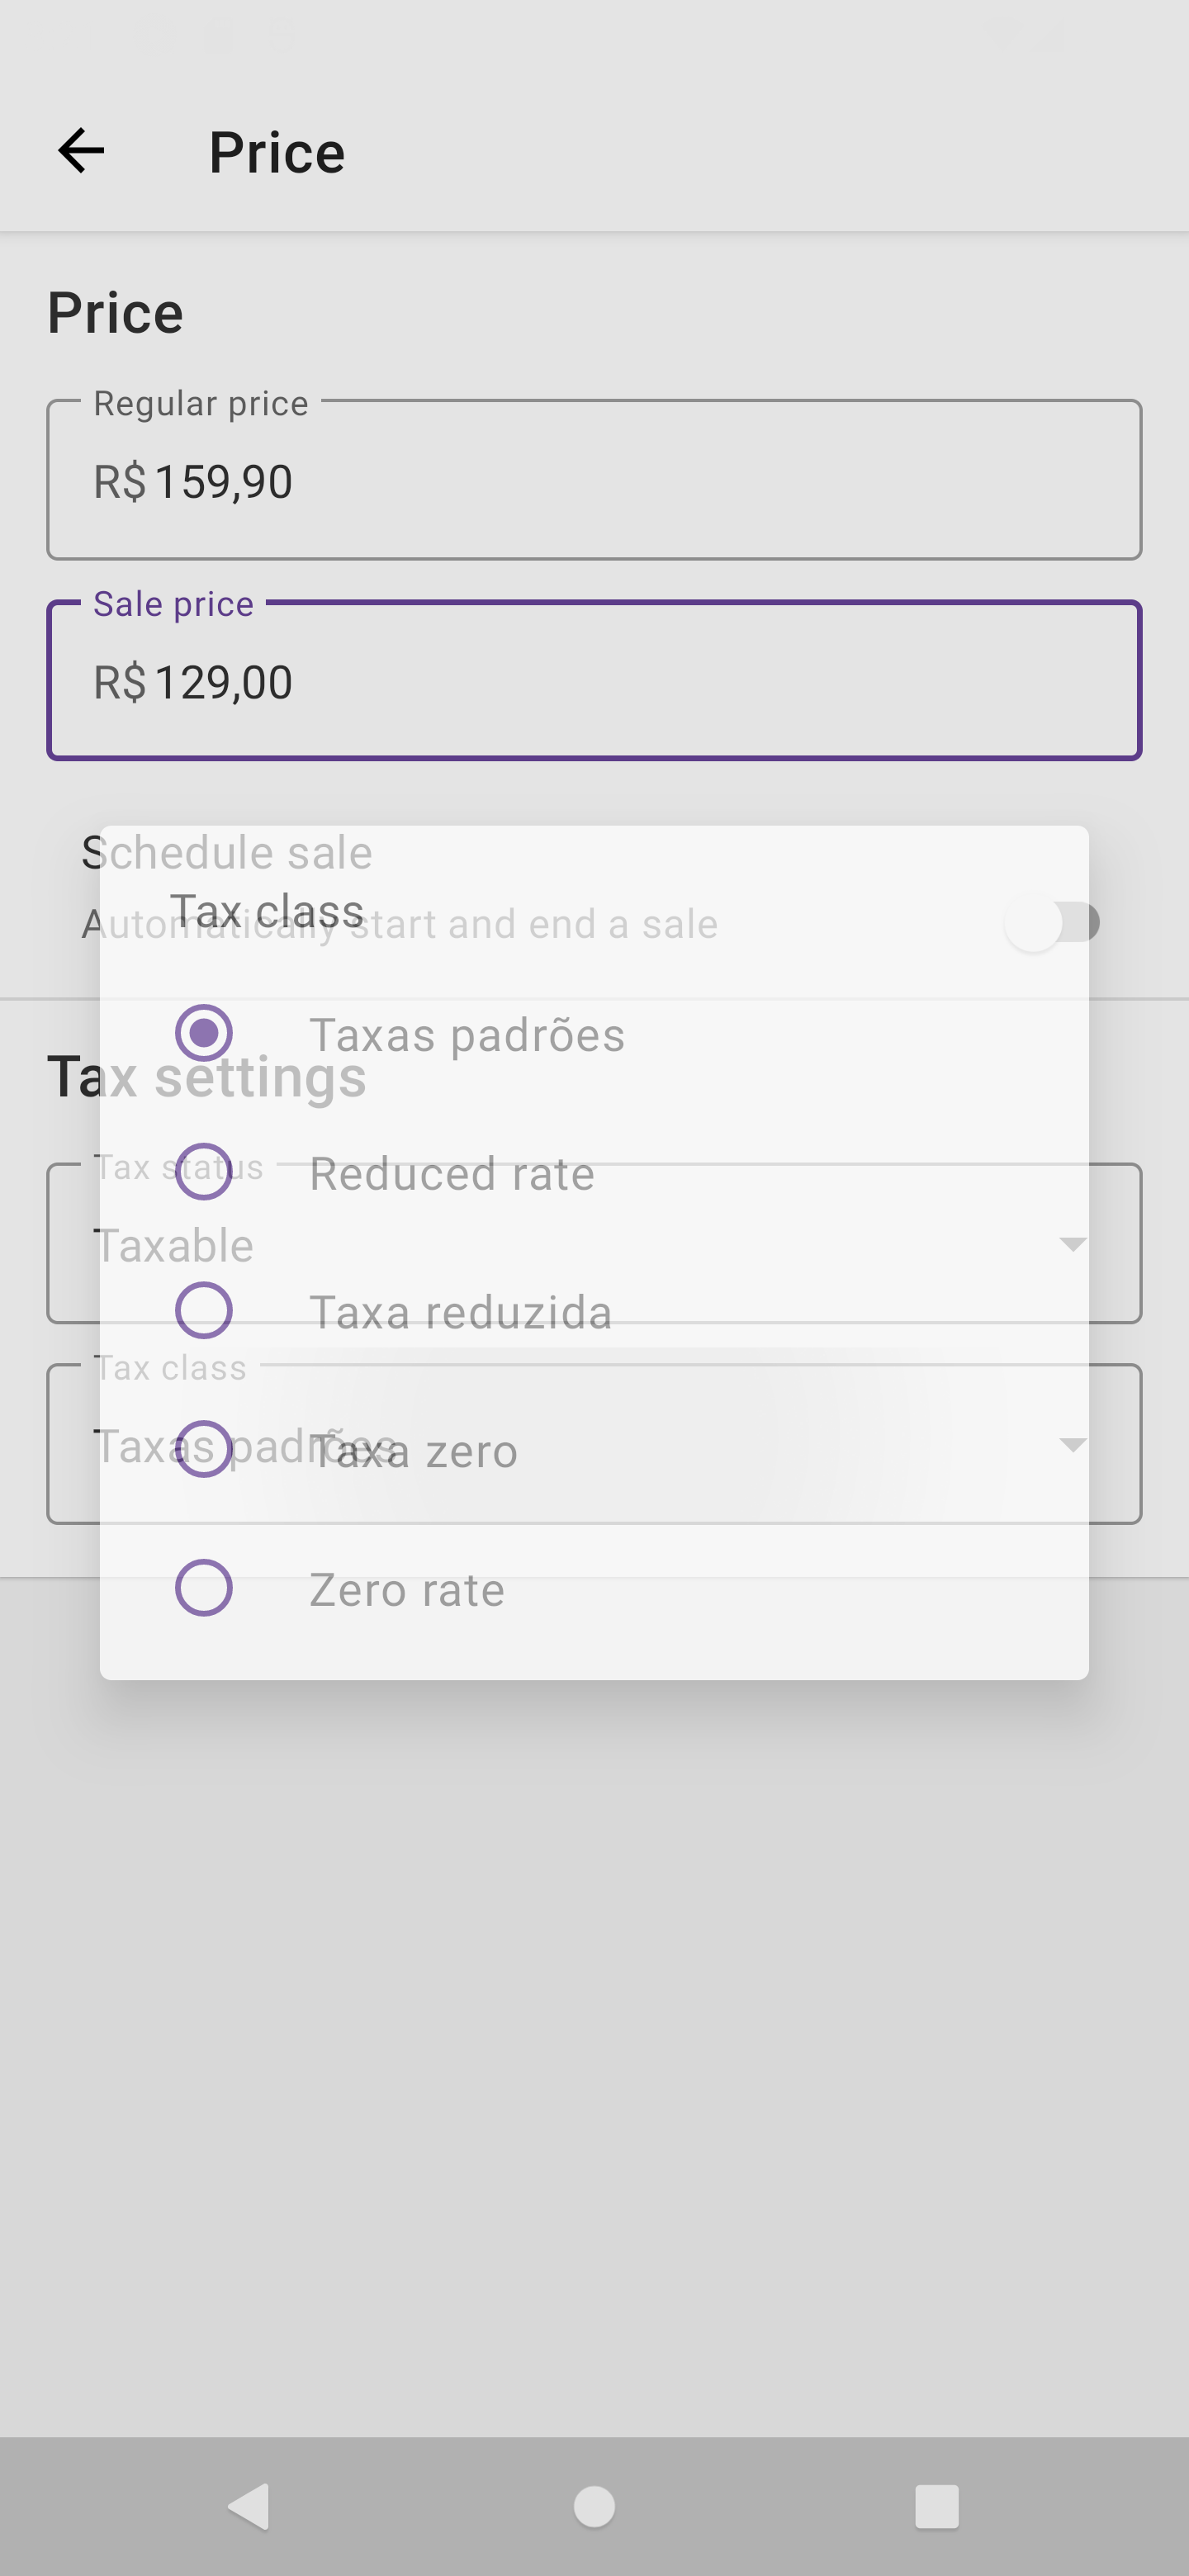 Price
Price
Regular price
R$ 159,90
Sale price
R$ 129,00
Schedule sale
Automatically start and end a sale
Tax class
Taxas padrões
Tax settings
Reduced rate
Tax status
Taxable
Taxa reduzida
Tax class
Taxas padrões
Taxa zero
Zero rate